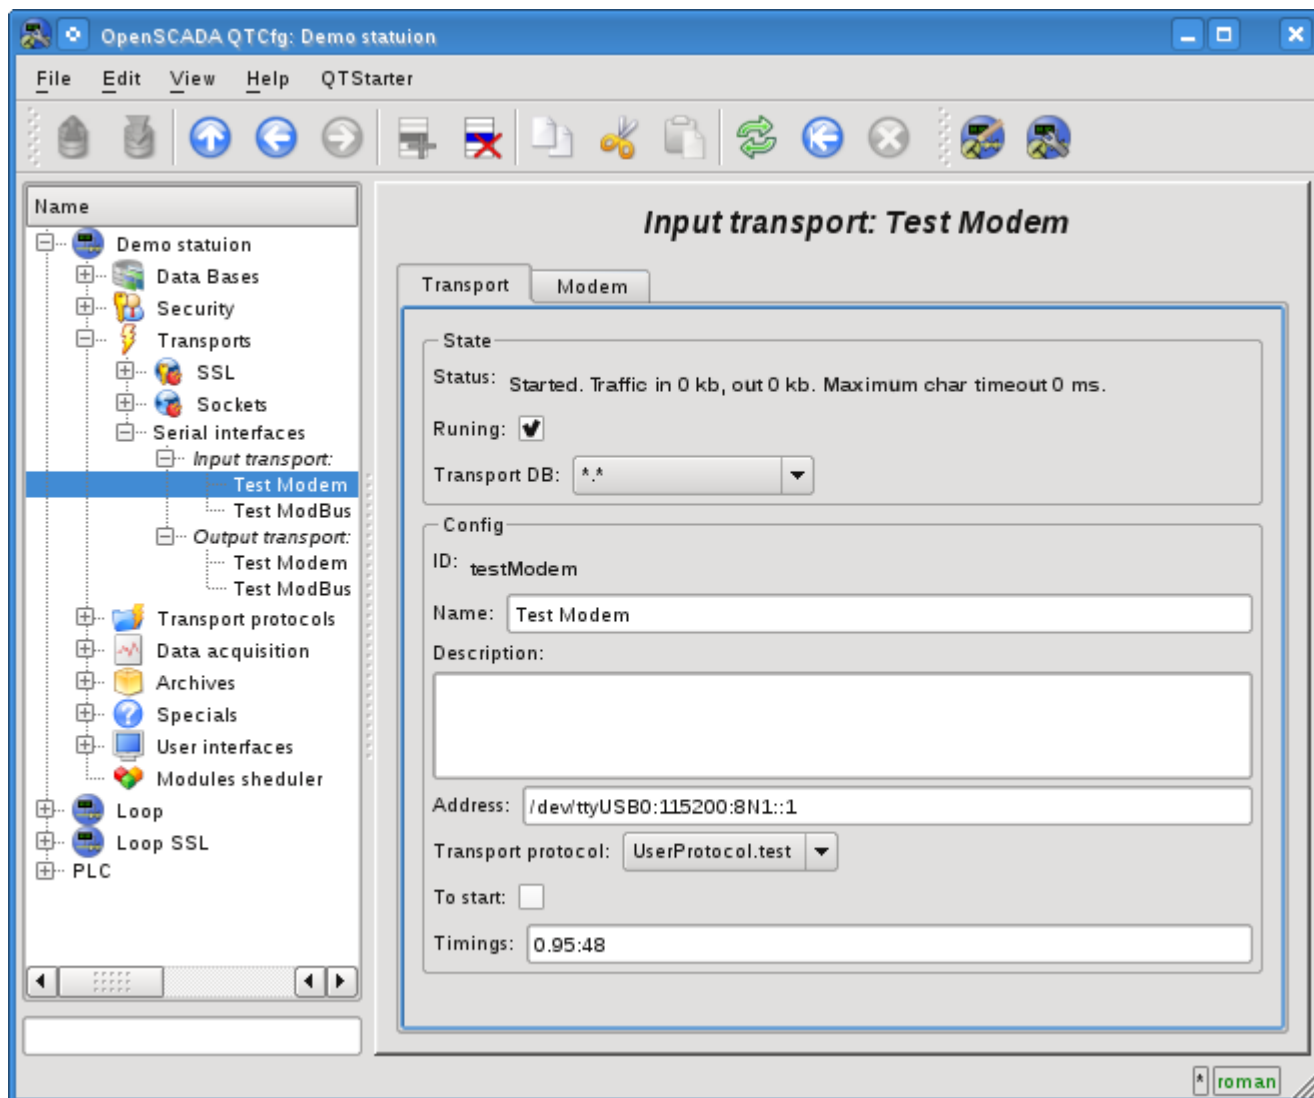 OpenSCADA QTCfg: Demo statuion
File Edit View Help QTStarter
Name
Demo statuion
Data Bases
Security
Transports
SSL
Sockets
Serial interfaces
Input transport:
Test Modem
Test ModBus
Output transport:
Test Modem
Test ModBus
Transport protocols
Data acquisition
Archives
Specials
User interfaces
Modules sheduler
Loop
Loop SSL
PLC
Input transport: Test Modem
Transport Modem
State
Status: Started. Traffic in 0 kb, out 0 kb. Maximum char timeout 0 ms.
Runing:
Transport DB: *.*
Config
ID: testModem
Name: Test Modem
Description:
Address: /dev/ttyUSB0:115200:8N1::1
Transport protocol: UserProtocol.test
To start:
Timings: 0.95:48
* roman